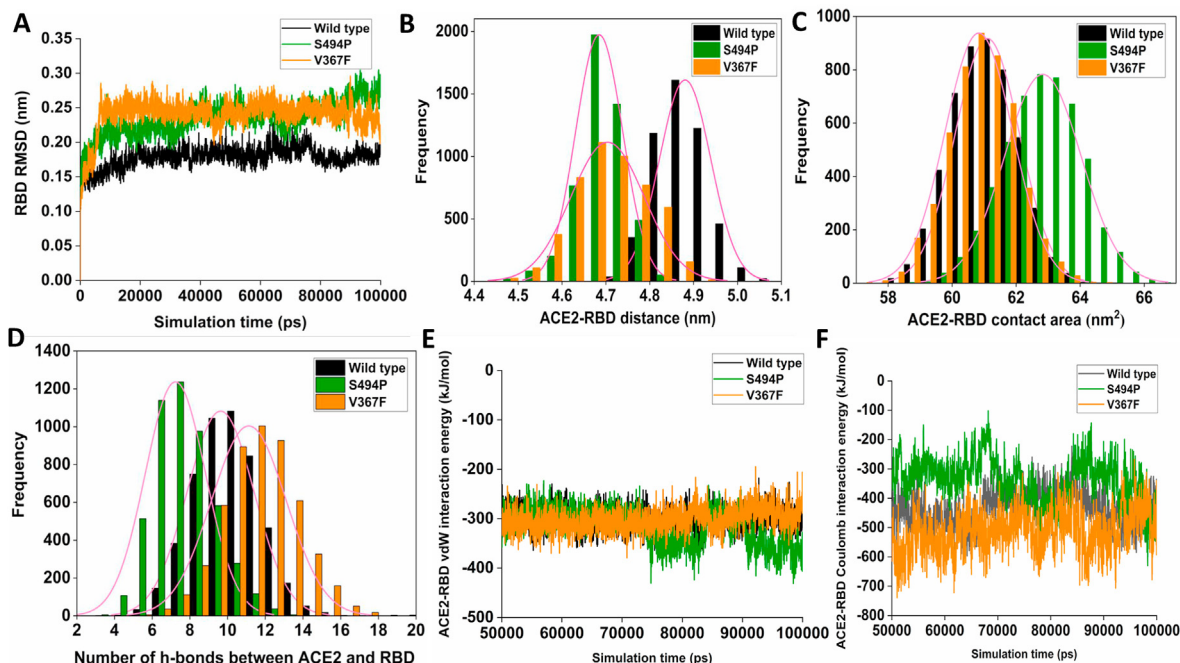 A
Wild type
S494P
V367F
RBD RMSD (nm)
0.35
0.30
0.25
0.20
0.15
0.10
0.05
0.00
0 20000 40000 60000 80000 100000
Simulation time (ps)
B
Wild type
S494P
V367F
Frequency
2000
1500
1000
500
0
4.4 4.5 4.6 4.7 4.8 4.9 5.0 5.1
ACE2-RBD distance (nm)
C
Wild type
S494P
V367F
Frequency
1000
800
600
400
200
0
58 60 62 64 66
ACE2-RBD contact area (nm²)
D
Wild type
S494P
V367F
Frequency
1400
1200
1000
800
600
400
200
0
2 4 6 8 10 12 14 16 18 20
Number of h-bonds between ACE2 and RBD
E
Wild type
S494P
V367F
ACE2-RBD vdW interaction energy (kJ/mol)
0
-100
-200
-300
-400
-500
50000 60000 70000 80000 90000 100000
Simulation time (ps)
F
Wild type
S494P
V367F
ACE2-RBD Coulomb interaction energy (kJ/mol)
0
-100
-200
-300
-400
-500
-600
-700
-800
50000 60000 70000 80000 90000 100000
Simulation time (ps)